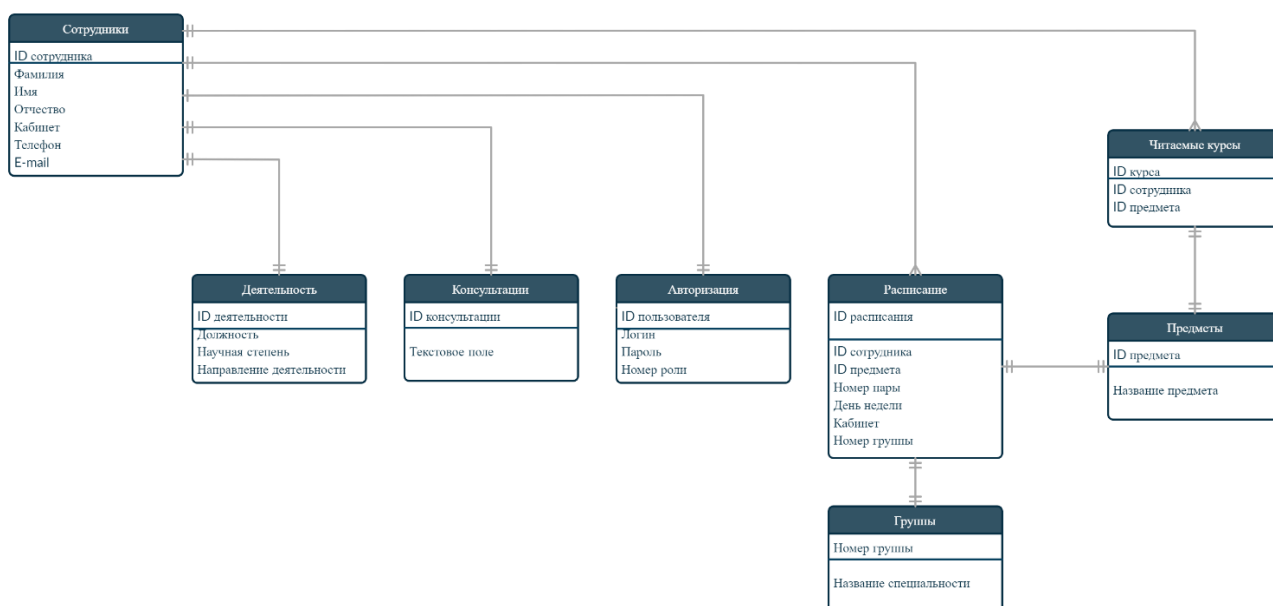 Сотрудники
ID сотрудника
Фамилия
Имя
Отчество
Кабинет
Телефон
E-mail
Читаемые курсы
ID курса
ID сотрудника
ID предмета
Деятельность
ID деятельности
Должность
Научная степень
Направление деятельности
Консультации
ID консультации
Текстовое поле
Авторизация
ID пользователя
Логин
Пароль
Номер роли
Расписание
ID расписания
ID сотрудника
ID предмета
Номер пары
День недели
Кабинет
Номер группы
Предметы
ID предмета
Название предмета
Группы
Номер группы
Название специальности